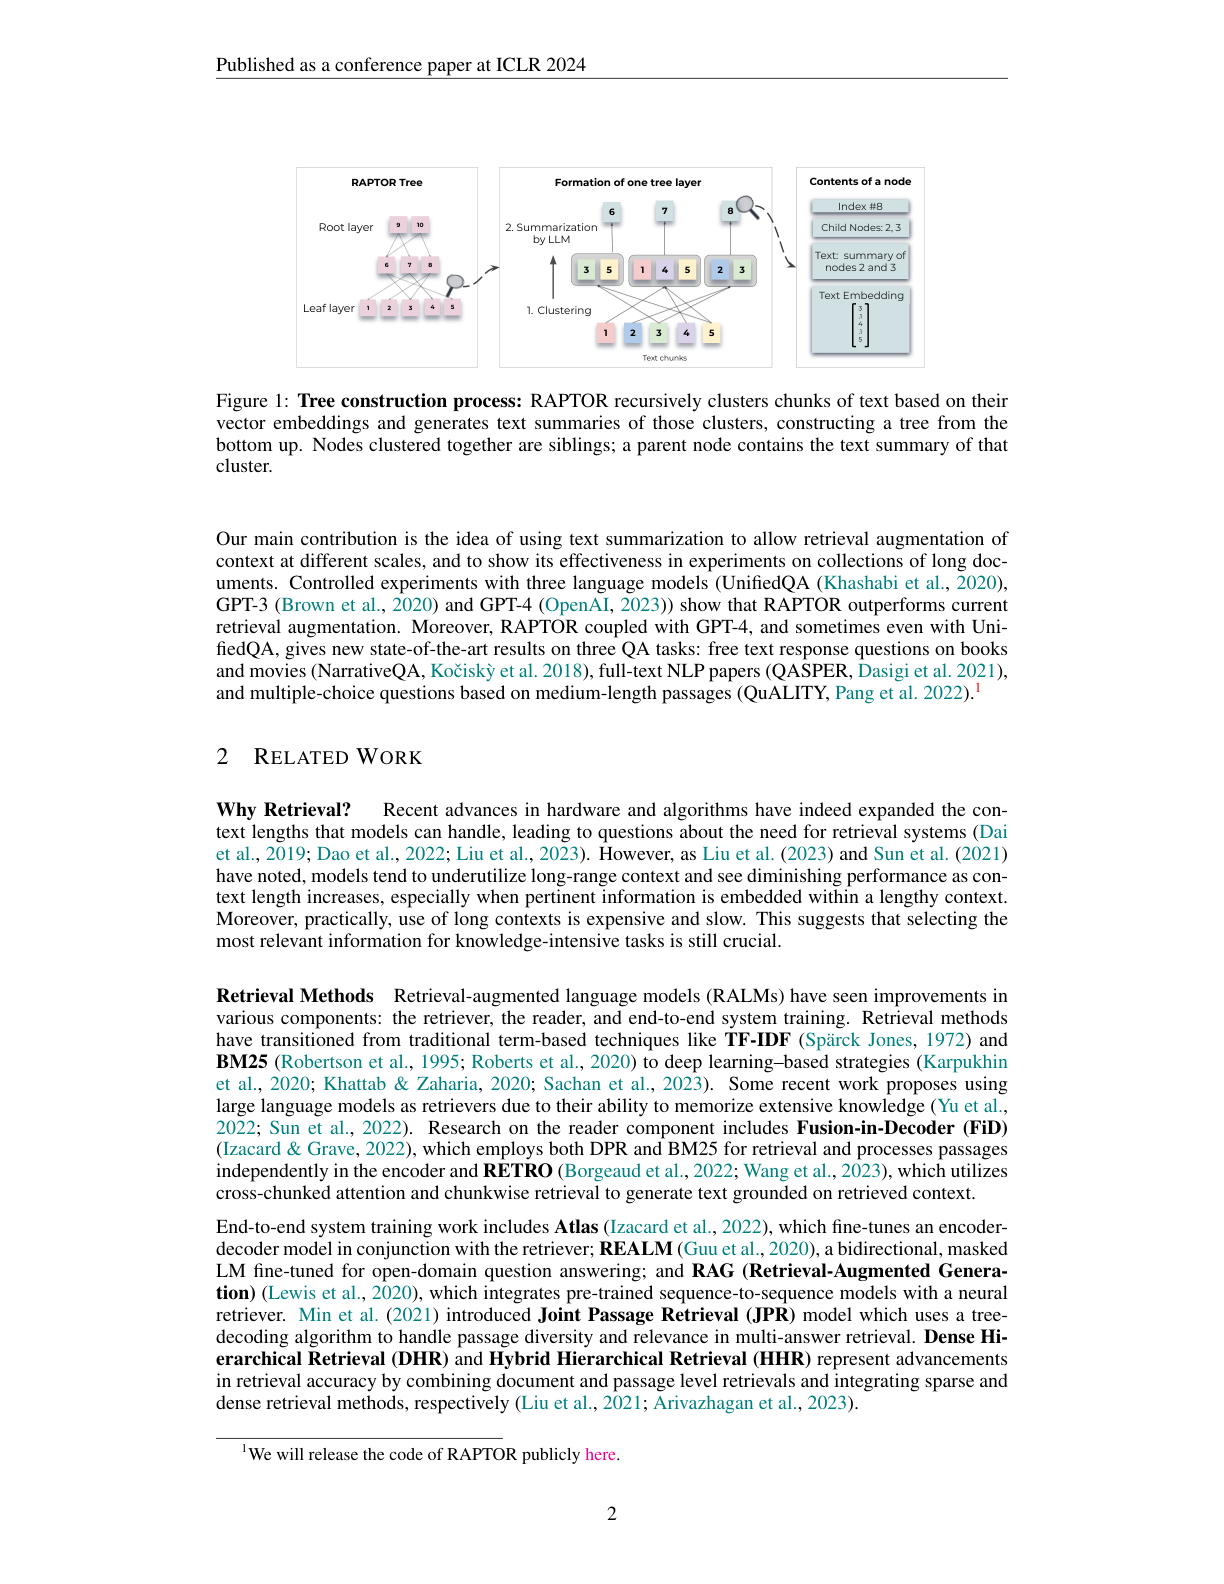 Published as a conference paper at ICLR 2024
RAPTOR Tree
Root layer
9 10
6 7 8
Leaf layer
1 2 3 4 5
Formation of one tree layer
6 7 8
2. Summarization
by LLM
3 5 1 4 5 2 3
1. Clustering
1 2 3 4 5
Text chunks
Contents of a node
Index #8
Child Nodes: 2, 3
Text: summary of
nodes 2 and 3
Text Embedding
Figure 1: Tree construction process: RAPTOR recursively clusters chunks of text based on their
vector embeddings and generates text summaries of those clusters, constructing a tree from the
bottom up. Nodes clustered together are siblings; a parent node contains the text summary of that
cluster.
Our main contribution is the idea of using text summarization to allow retrieval augmentation of
context at different scales, and to show its effectiveness in experiments on collections of long doc-
uments. Controlled experiments with three language models (UnifiedQA (Khashabi et al., 2020),
GPT-3 (Brown et al., 2020) and GPT-4 (OpenAI, 2023)) show that RAPTOR outperforms current
retrieval augmentation. Moreover, RAPTOR coupled with GPT-4, and sometimes even with Uni-
fiedQA, gives new state-of-the-art results on three QA tasks: free text response questions on books
and movies (NarrativeQA, Kočiskỳ et al. 2018), full-text NLP papers (QASPER, Dasigi et al. 2021),
and multiple-choice questions based on medium-length passages (QuALITY, Pang et al. 2022).1
2 RELATED WORK
Why Retrieval? Recent advances in hardware and algorithms have indeed expanded the con-
text lengths that models can handle, leading to questions about the need for retrieval systems (Dai
et al., 2019; Dao et al., 2022; Liu et al., 2023). However, as Liu et al. (2023) and Sun et al. (2021)
have noted, models tend to underutilize long-range context and see diminishing performance as con-
text length increases, especially when pertinent information is embedded within a lengthy context.
Moreover, practically, use of long contexts is expensive and slow. This suggests that selecting the
most relevant information for knowledge-intensive tasks is still crucial.
Retrieval Methods Retrieval-augmented language models (RALMs) have seen improvements in
various components: the retriever, the reader, and end-to-end system training. Retrieval methods
have transitioned from traditional term-based techniques like TF-IDF (Spärck Jones, 1972) and
BM25 (Robertson et al., 1995; Roberts et al., 2020) to deep learning–based strategies (Karpukhin
et al., 2020; Khattab & Zaharia, 2020; Sachan et al., 2023). Some recent work proposes using
large language models as retrievers due to their ability to memorize extensive knowledge (Yu et al.,
2022; Sun et al., 2022). Research on the reader component includes Fusion-in-Decoder (FiD)
(Izacard & Grave, 2022), which employs both DPR and BM25 for retrieval and processes passages
independently in the encoder and RETRO (Borgeaud et al., 2022; Wang et al., 2023), which utilizes
cross-chunked attention and chunkwise retrieval to generate text grounded on retrieved context.
End-to-end system training work includes Atlas (Izacard et al., 2022), which fine-tunes an encoder-
decoder model in conjunction with the retriever; REALM (Guu et al., 2020), a bidirectional, masked
LM fine-tuned for open-domain question answering; and RAG (Retrieval-Augmented Genera-
tion) (Lewis et al., 2020), which integrates pre-trained sequence-to-sequence models with a neural
retriever. Min et al. (2021) introduced Joint Passage Retrieval (JPR) model which uses a tree-
decoding algorithm to handle passage diversity and relevance in multi-answer retrieval. Dense Hi-
erarchical Retrieval (DHR) and Hybrid Hierarchical Retrieval (HHR) represent advancements
in retrieval accuracy by combining document and passage level retrievals and integrating sparse and
dense retrieval methods, respectively (Liu et al., 2021; Arivazhagan et al., 2023).
1We will release the code of RAPTOR publicly here.
2